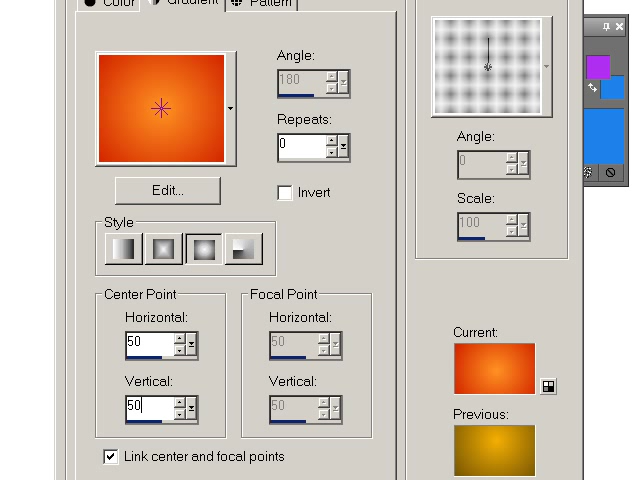 Color
Gradient
Pattern
Angle:
180
Repeats:
0
Edit...
Invert
Style
Center Point
Horizontal:
50
Vertical:
50
Focal Point
Horizontal:
50
Vertical:
50
Link center and focal points
Angle:
0
Scale:
100
Current:
Previous: